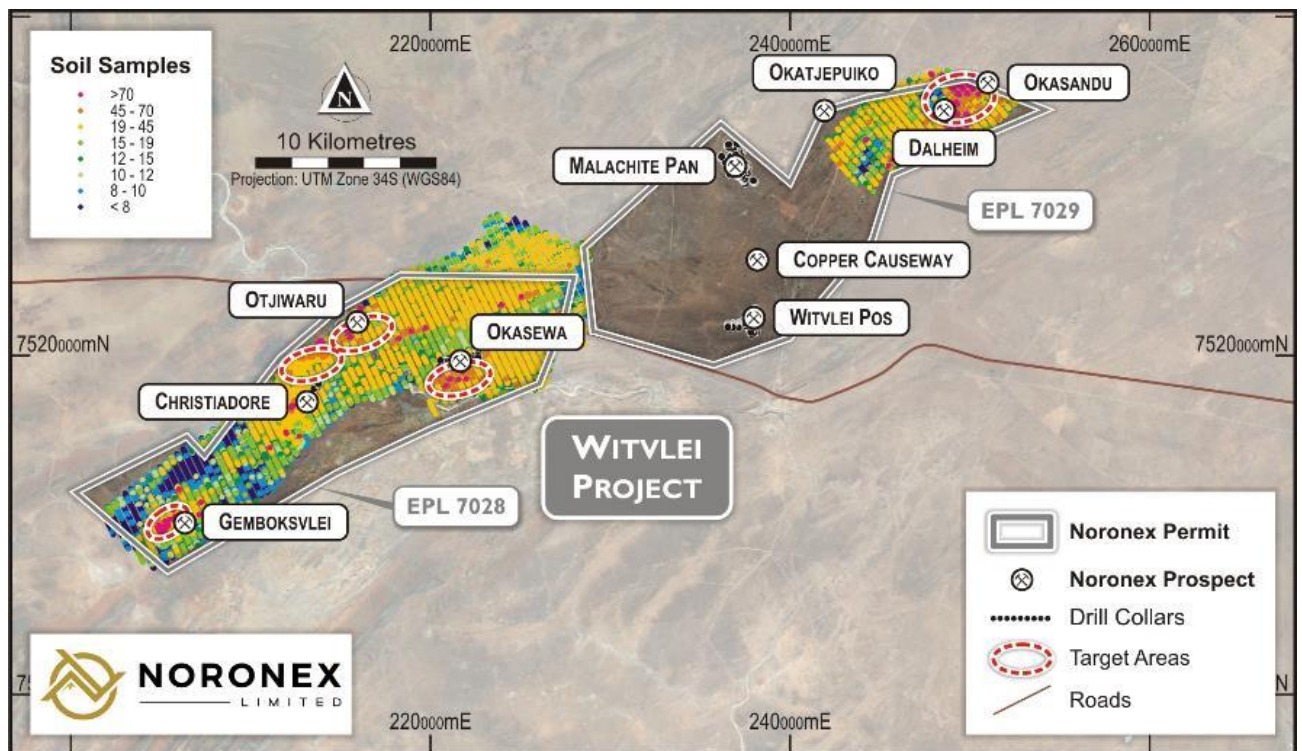 220000mE
240000mE
260000mE
Soil Samples
>70
45 - 70
19 - 45
15 - 19
12 - 15
10 - 12
8 - 10
< 8
N
10 Kilometres
Projection: UTM Zone 34S (WGS84)
OKATJEPUIKO
OKASANDU
DALHEIM
MALACHITE PAN
EPL 7029
COPPER CAUSEWAY
OTJIWARU
WITVLEI POS
OKASEWA
7520000mN
7520000mN
CHRISTIADORE
WITVLEI
PROJECT
EPL 7028
GEMBOKSVLEI
Noronex Permit
Noronex Prospect
Drill Collars
Target Areas
Roads
NORONEX
LIMITED
220000mE
240000mE